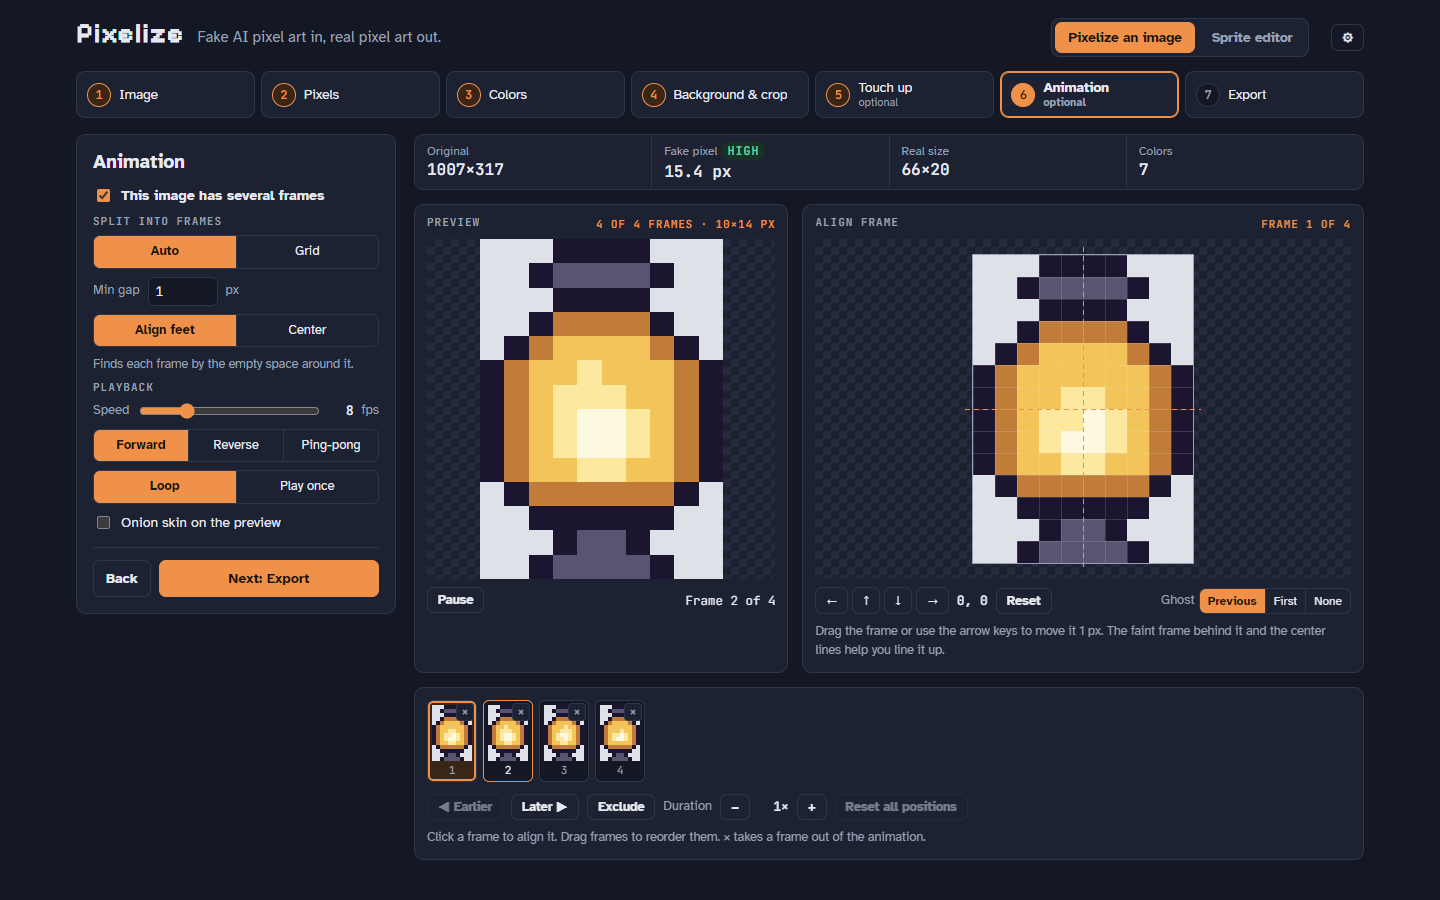 Pixelize
Fake AI pixel art in, real pixel art out.
Pixelize an image
Sprite editor
1 Image
2 Pixels
3 Colors
4 Background & crop
5 Touch up
optional
6 Animation
optional
7 Export
Animation
This image has several frames
SPLIT INTO FRAMES
Auto
Grid
Min gap 1 px
Align feet
Center
Finds each frame by the empty space around it.
PLAYBACK
Speed 8 fps
Forward
Reverse
Ping-pong
Loop
Play once
Onion skin on the preview
Back
Next: Export
Original
1007×317
Fake pixel HIGH
15.4 px
Real size
66×20
Colors
7
PREVIEW
4 OF 4 FRAMES · 10×14 PX
Pause
Frame 2 of 4
ALIGN FRAME
FRAME 1 OF 4
← ↑ ↓ → 0, 0 Reset
Ghost Previous First None
Drag the frame or use the arrow keys to move it 1 px. The faint frame behind it and the center
lines help you line it up.
× × × ×
1 2 3 4
◀ Earlier
Later ▶
Exclude
Duration − 1× +
Reset all positions
Click a frame to align it. Drag frames to reorder them. × takes a frame out of the animation.